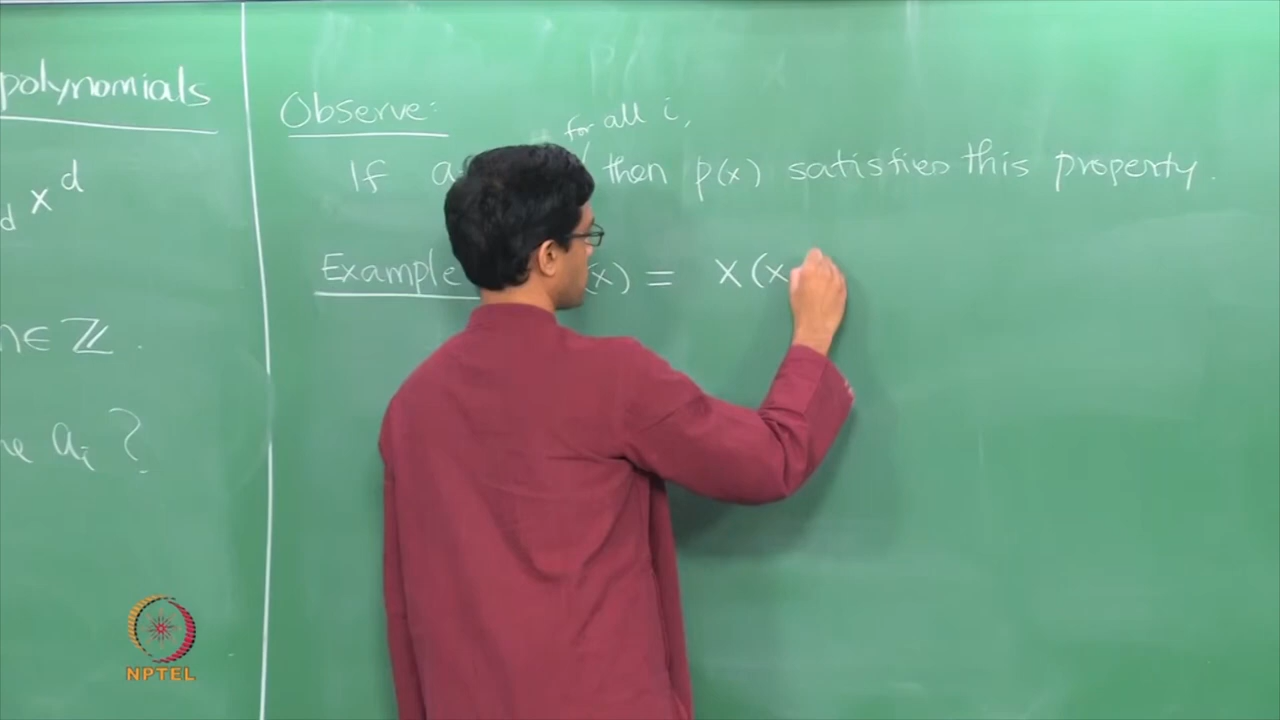 polynomials
d x^d
n ∈ ℤ .
a_i ?
Observe:
for all i,
If a then p(x) satisfies this property .
Example (x) = x(x
NPTEL